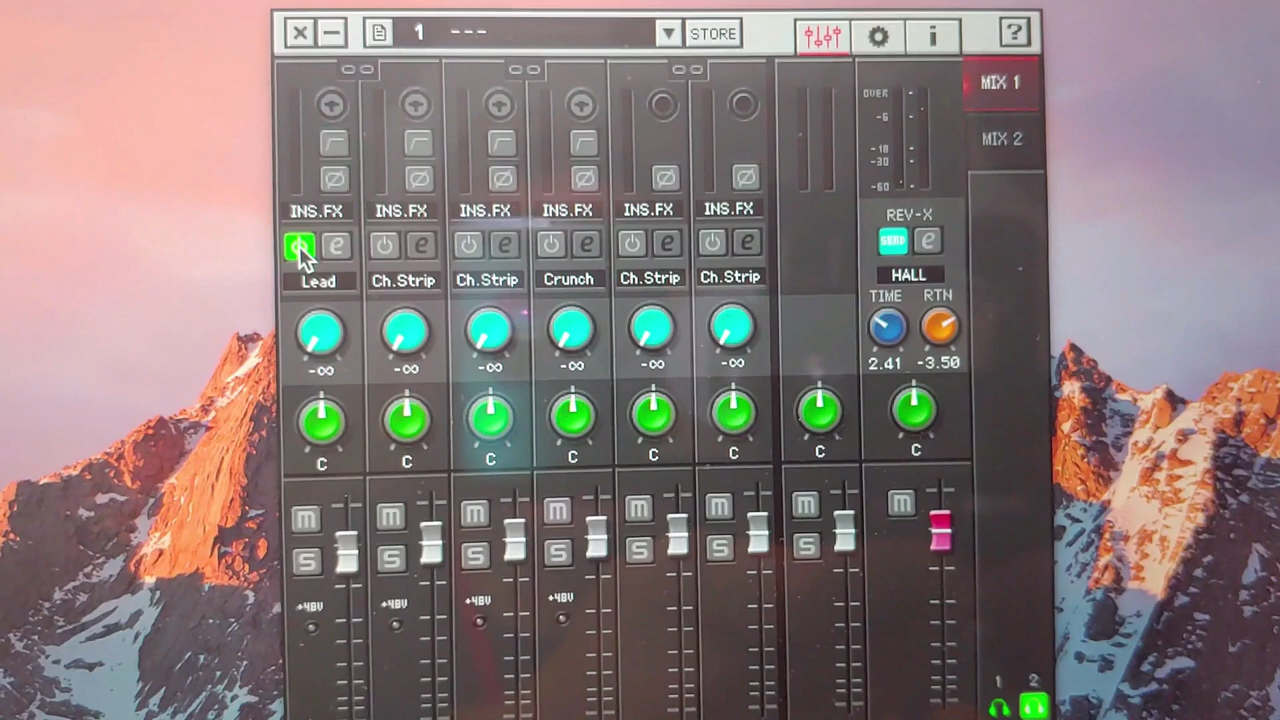 1 --- STORE i ?
MIX 1
OVER
-6
MIX 2
-18
-30
-60
INS.FX INS.FX INS.FX INS.FX INS.FX INS.FX REV-X
e e e e e e SEND e
Lead Ch.Strip Ch.Strip Crunch Ch.Strip Ch.Strip HALL
TIME RTN
-∞ -∞ -∞ -∞ -∞ -∞ 2.41 -3.50
C C C C C C C C
m m m m m m m m
S S S S S S S
+48V +48V +48V +48V
1 2